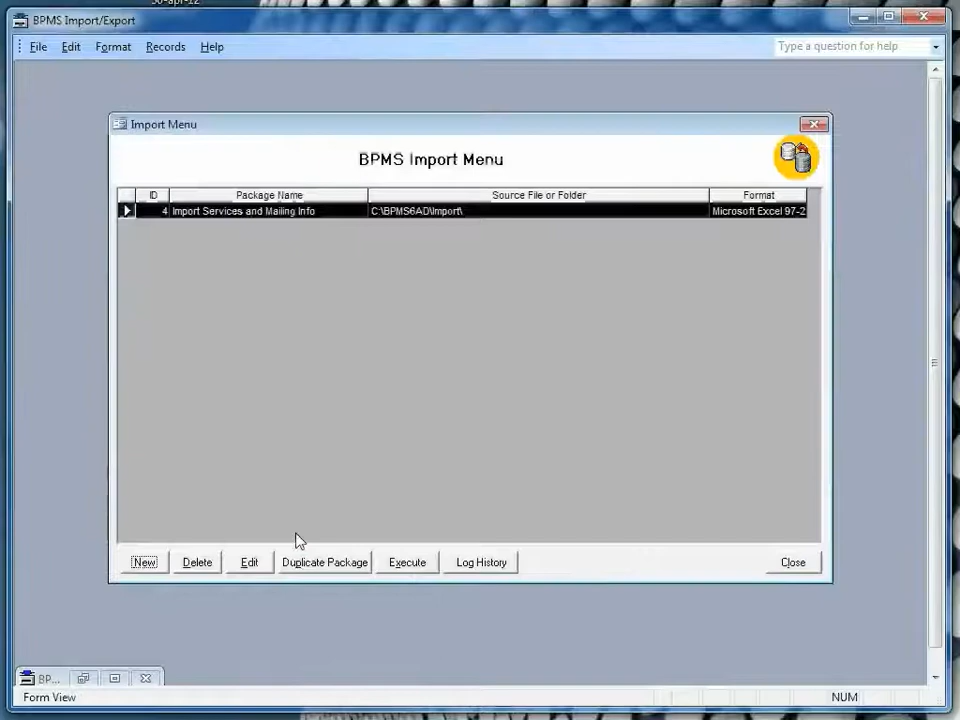 BPMS Import/Export
File Edit Format Records Help
Type a question for help
Import Menu
BPMS Import Menu
ID Package Name Source File or Folder Format
4 Import Services and Mailing Info C:\BPMS6AD\Import\ Microsoft Excel 97-2
New Delete Edit Duplicate Package Execute Log History Close
BP...
Form View NUM